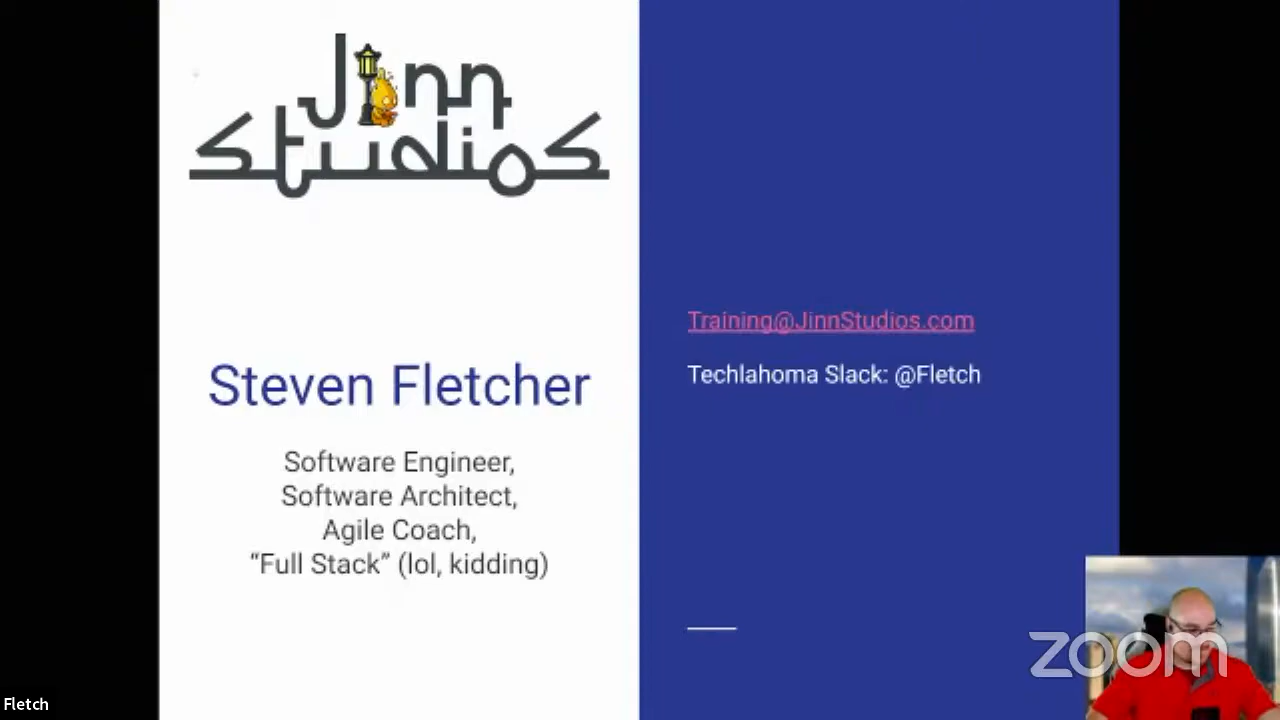 Jinn
studios
Steven Fletcher
Software Engineer,
Software Architect,
Agile Coach,
“Full Stack” (lol, kidding)
Training@JinnStudios.com
Techlahoma Slack: @Fletch
zoom
Fletch